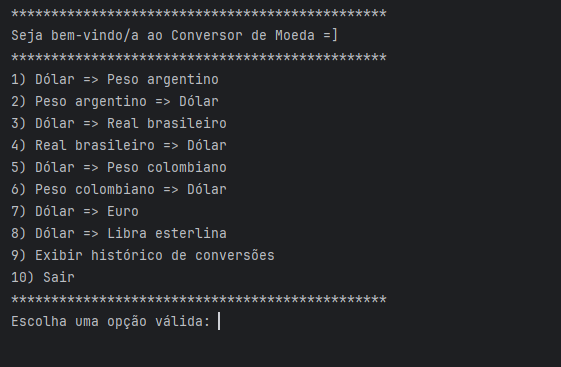 ***********************************************
Seja bem-vindo/a ao Conversor de Moeda =]
***********************************************
1) Dólar => Peso argentino
2) Peso argentino => Dólar
3) Dólar => Real brasileiro
4) Real brasileiro => Dólar
5) Dólar => Peso colombiano
6) Peso colombiano => Dólar
7) Dólar => Euro
8) Dólar => Libra esterlina
9) Exibir histórico de conversões
10) Sair
***********************************************
Escolha uma opção válida: